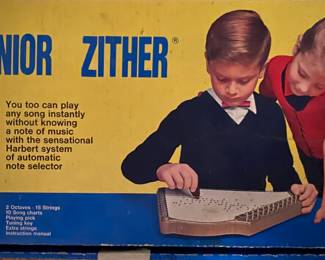 NIOR ZITHER®
You too can play
any song instantly
without knowing
a note of music
with the sensational
Harbert system
of automatic
note selector
2 Octaves - 15 Strings
10 Song charts
Playing pick
Tuning key
Extra strings
Instruction manual